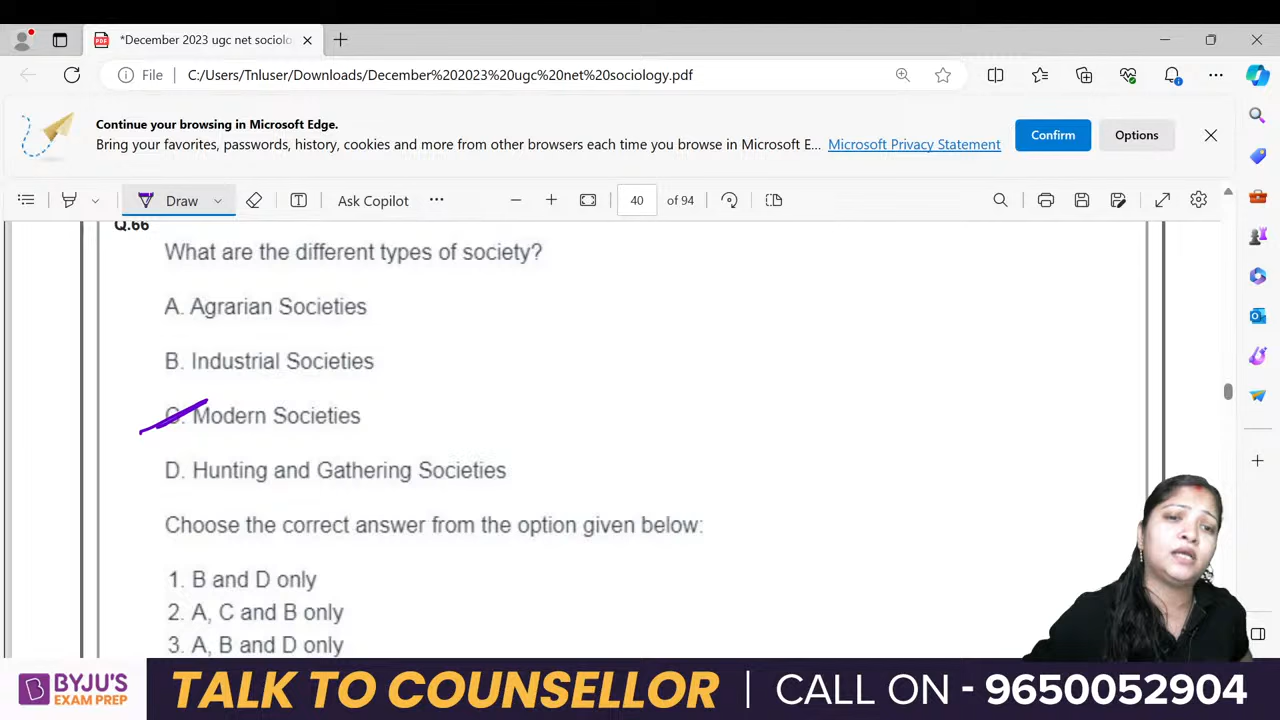 *December 2023 ugc net sociolo
File
C:/Users/Tnluser/Downloads/December%202023%20ugc%20net%20sociology.pdf
Continue your browsing in Microsoft Edge.
Bring your favorites, passwords, history, cookies and more from other browsers each time you browse in Microsoft E...
Microsoft Privacy Statement
Confirm
Options
Draw
Ask Copilot
40
of 94
Q.66
What are the different types of society?
A. Agrarian Societies
B. Industrial Societies
C. Modern Societies
D. Hunting and Gathering Societies
Choose the correct answer from the option given below:
1. B and D only
2. A, C and B only
3. A, B and D only
BYJU'S
EXAM PREP
TALK TO COUNSELLOR | CALL ON - 9650052904